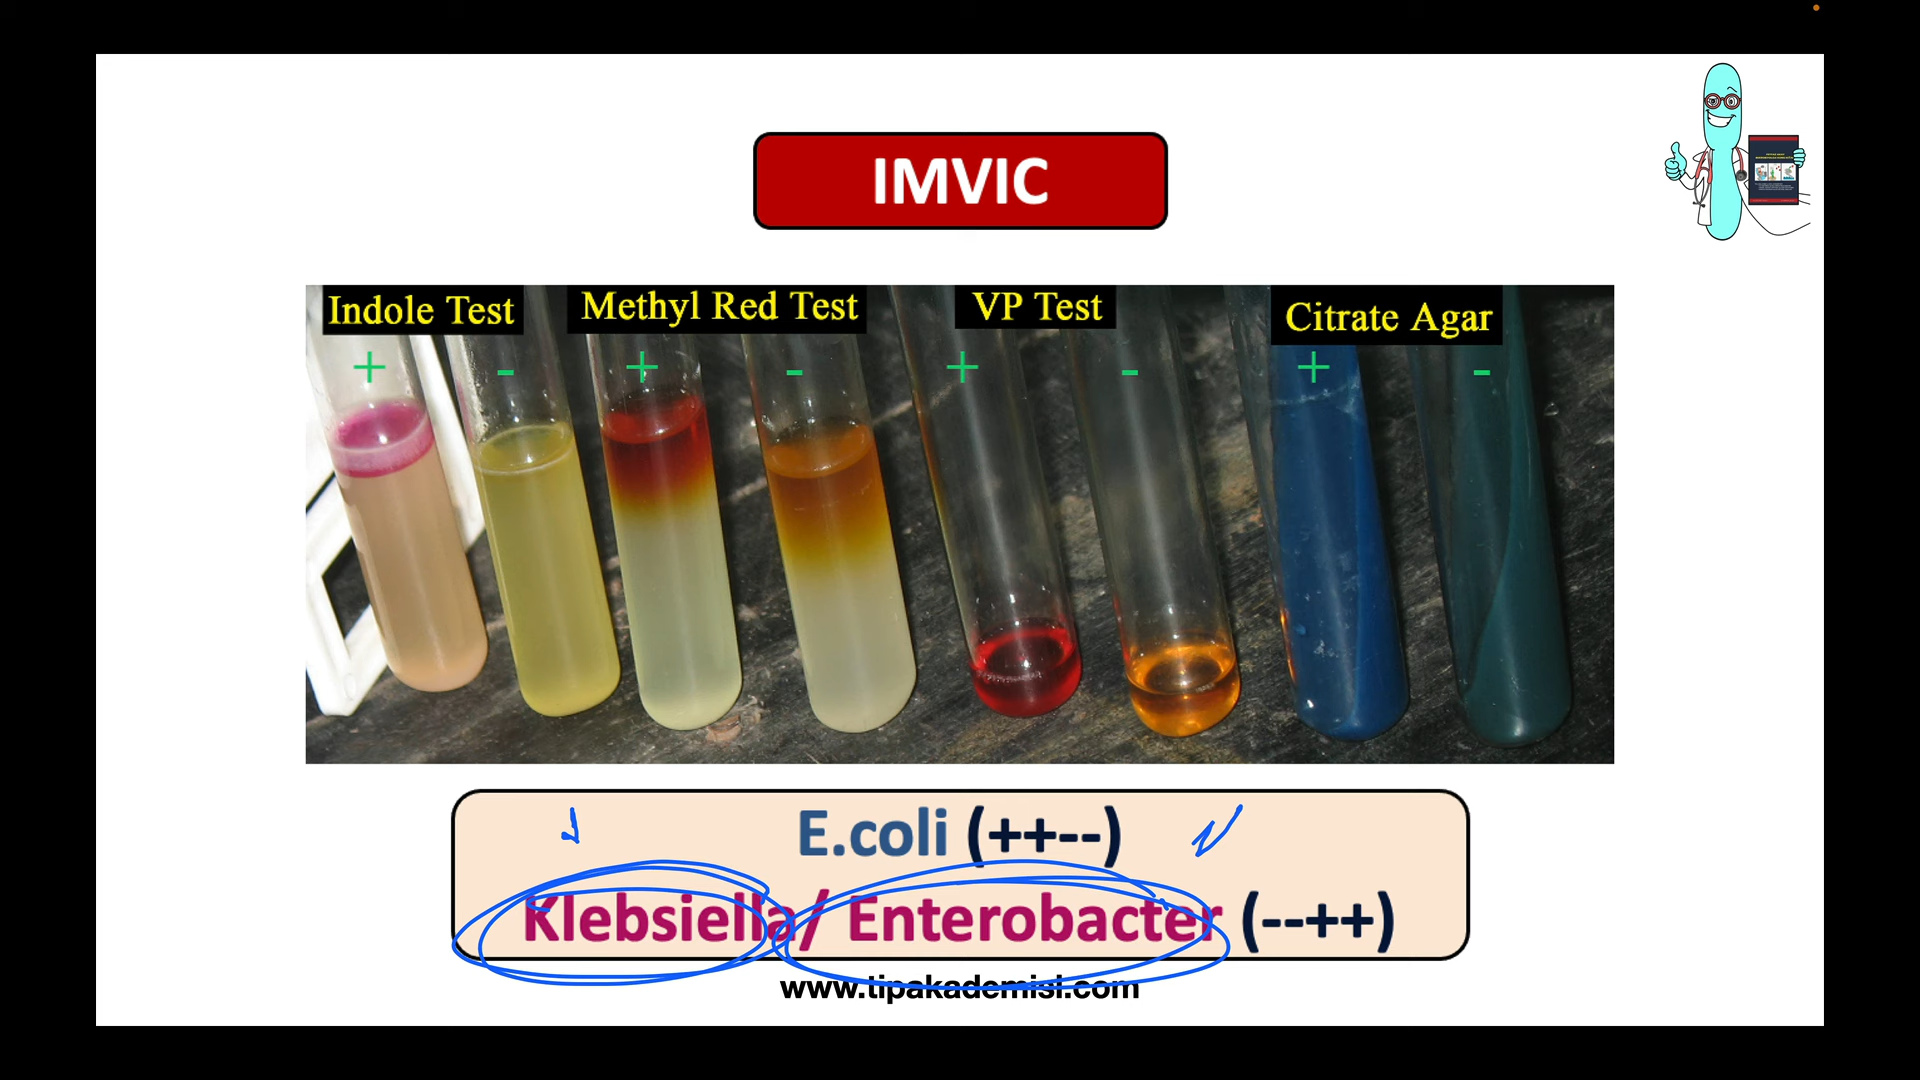 IMVIC
Indole Test
Methyl Red Test
VP Test
Citrate Agar
+ - + - + - + -
E.coli (++--)
Klebsiella/ Enterobacter (--++)
www.tipakademisi.com